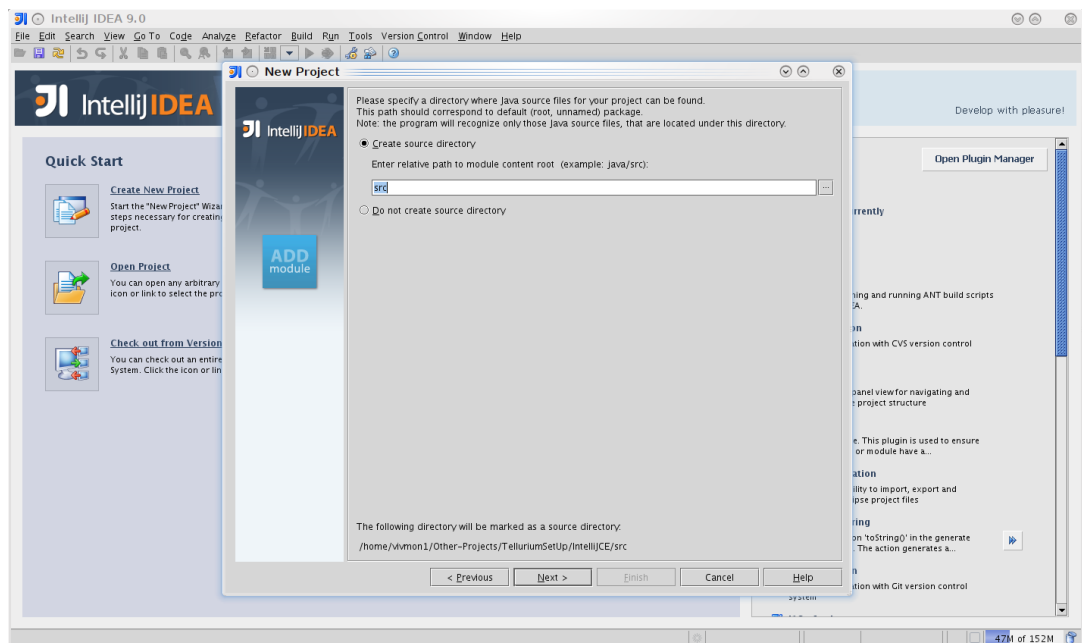 IntelliJ IDEA 9.0
File Edit Search View Go To Code Analyze Refactor Build Run Tools Version Control Window Help
IntelliJ IDEA
Develop with pleasure!
Quick Start
Create New Project
Start the "New Project" Wiza
steps necessary for creatin
project.
Open Project
You can open any arbitrary
icon or link to select the pro
Check out from Version
You can check out an entire
System. Click the icon or lin
New Project
IntelliJ IDEA
ADD
module
Please specify a directory where Java source files for your project can be found.
This path should correspond to default (root, unnamed) package.
Note: the program will recognize only those Java source files, that are located under this directory.
Create source directory
Enter relative path to module content root (example: java/src):
src
...
Do not create source directory
The following directory will be marked as a source directory:
/home/vivmon1/Other-Projects/TelluriumSetUp/IntelliJCE/src
< Previous Next > Finish Cancel Help
Open Plugin Manager
rrently
ning and running ANT build scripts
EA.
on
ation with CVS version control
panel view for navigating and
e project structure
e. This plugin is used to ensure
or module have a...
ation
ility to import, export and
ipse project files
ring
on 'toString()' in the generate
. The action generates a...
n
ation with Git version control
system
47M of 152M